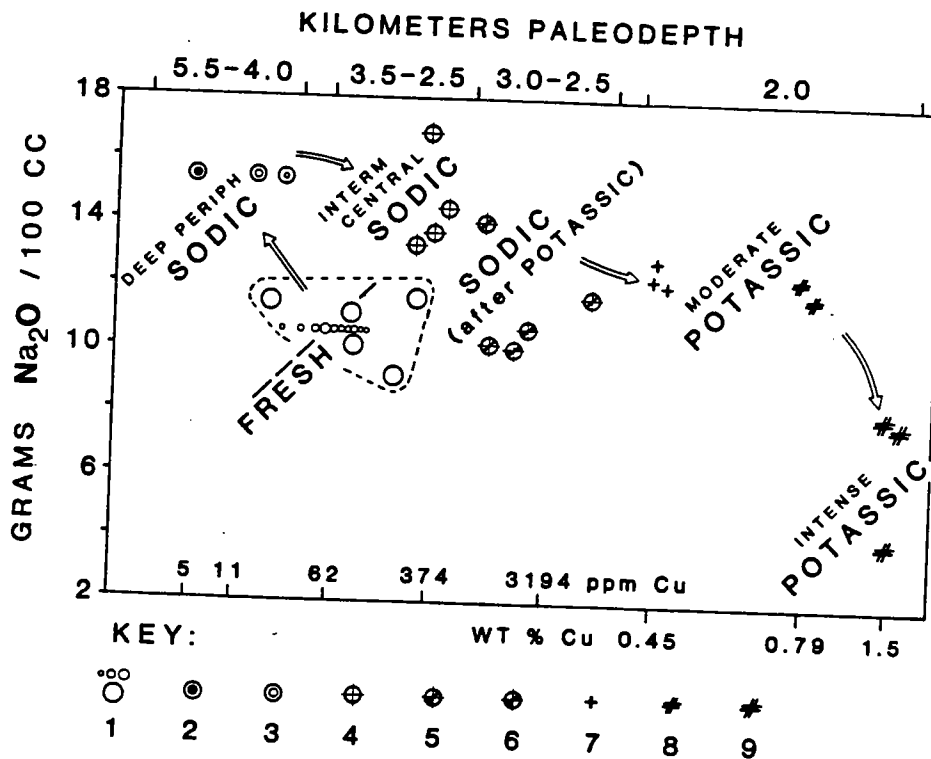 KILOMETERS PALEODEPTH
5.5-4.0 3.5-2.5 3.0-2.5 2.0
GRAMS Na2O /100 CC
18
14
10
6
2
DEEP PERIPH
SODIC
INTERM
CENTRAL
SODIC
SODIC
(after POTASSIC)
MODERATE
POTASSIC
FRESH
INTENSE
POTASSIC
5 11 62 374 3194 ppm Cu
WT % Cu 0.45 0.79 1.5
KEY:
1 2 3 4 5 6 7 8 9